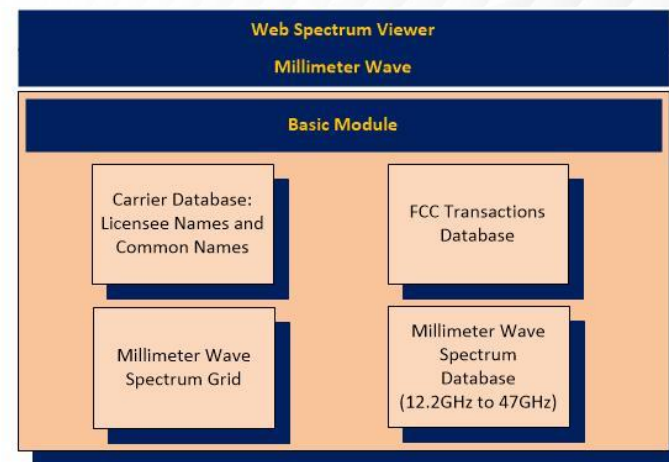 Web Spectrum Viewer
Millimeter Wave
Basic Module
Carrier Database:
Licensee Names and
Common Names
FCC Transactions
Database
Millimeter Wave
Spectrum Grid
Millimeter Wave
Spectrum
Database
(12.2GHz to 47GHz)